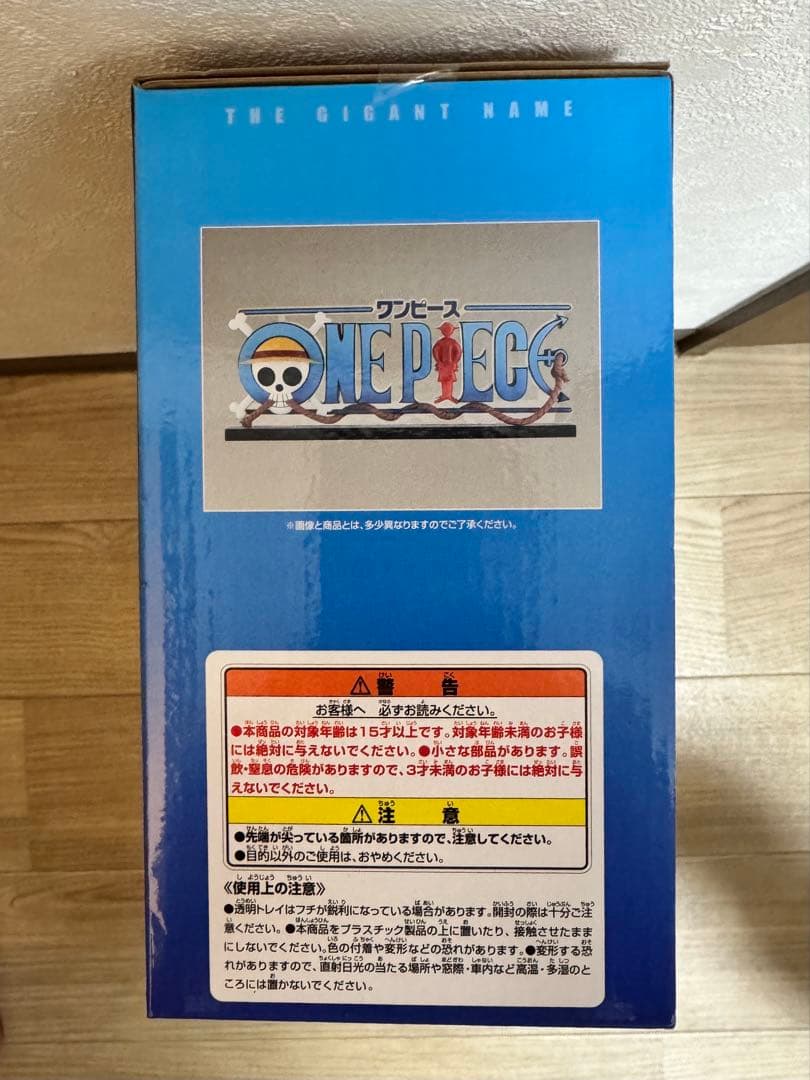 THE GIGANT NAME
ワンピース
ONE PIECE
※画像と商品とは、多少異なりますのでご了承ください。
⚠警告
お客様へ 必ずお読みください。
●本商品の対象年齢は15才以上です。対象年齢未満のお子様
には絶対に与えないでください。●小さな部品があります。誤
飲・窒息の危険がありますので、3才未満のお子様には絶対に与
えないでください。
⚠注意
●先端が尖っている箇所がありますので、注意してください。
●目的以外のご使用は、おやめください。
《使用上の注意》
●透明トレイはフチが鋭利になっている場合があります。開封の際は十分ご注
意ください。●本商品をプラスチック製品の上に置いたり、接触させたまま
にしないでください。色の付着や変形などの恐れがあります。●変形する恐
れがありますので、直射日光の当たる場所や窓際・車内など高温・多湿のと
ころには置かないでください。